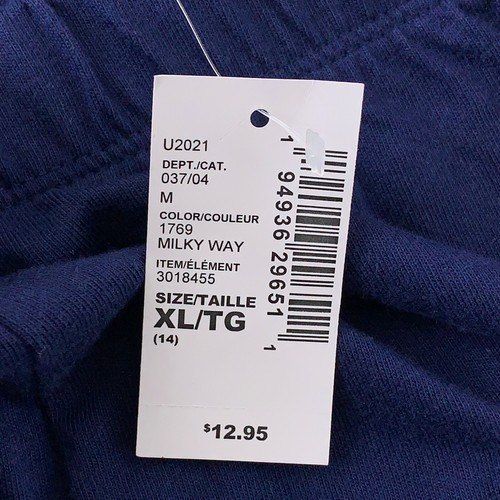 U2021
DEPT./CAT.
037/04
M
COLOR/COULEUR
1769
MILKY WAY
ITEM/ÉLÉMENT
3018455
SIZE/TAILLE
XL/TG
(14)
$12.95
1 94936 29651 1